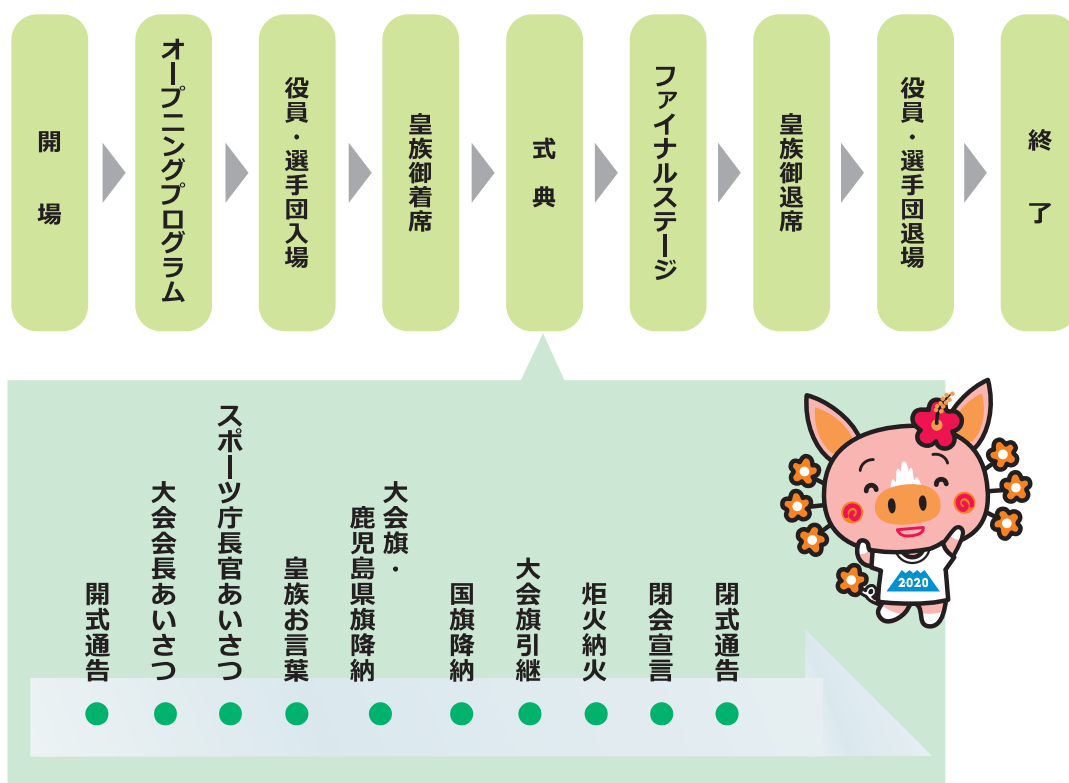 開場
オープニングプログラム
役員・選手団入場
皇族御着席
式典
ファイナルステージ
皇族御退席
役員・選手団退場
終了
開式通告
大会会長あいさつ
スポーツ庁長官あいさつ
皇族お言葉
大会旗・
鹿児島県旗降納
国旗降納
大会旗引継
炬火納火
閉会宣言
閉式通告
2020